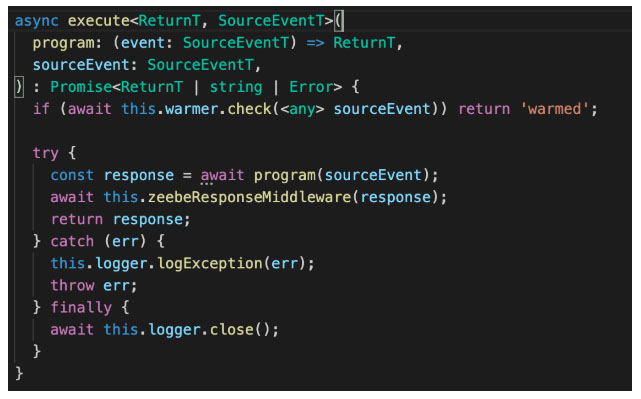 async execute<ReturnT, SourceEventT>(
  program: (event: SourceEventT) => ReturnT,
  sourceEvent: SourceEventT,
) : Promise<ReturnT | string | Error> {
  if (await this.warmer.check(<any> sourceEvent)) return 'warmed';

  try {
    const response = await program(sourceEvent);
    await this.zeebeResponseMiddleware(response);
    return response;
  } catch (err) {
    this.logger.logException(err);
    throw err;
  } finally {
    await this.logger.close();
  }
}